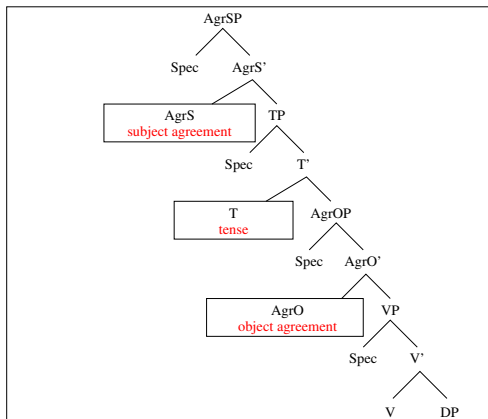 AgrSP
Spec AgrS’
AgrS TP
subject agreement
Spec T’
T AgrOP
tense
Spec AgrO’
AgrO VP
object agreement
Spec V’
V DP